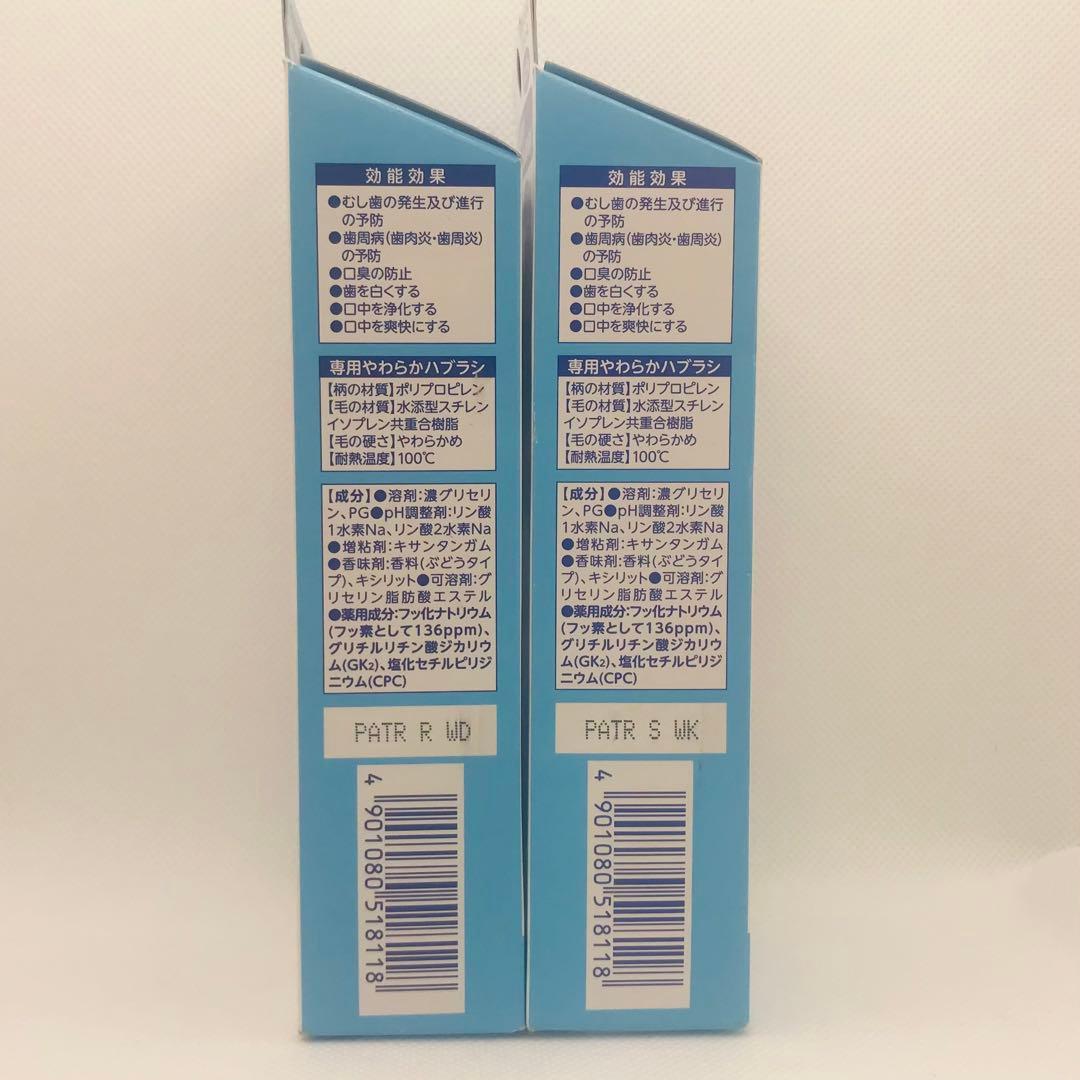 効能効果
●むし歯の発生及び進行
の予防
●歯周病(歯肉炎・歯周炎)
の予防
●口臭の防止
●歯を白くする
●口中を浄化する
●口中を爽快にする
専用やわらかハブラシ
【柄の材質】ポリプロピレン
【毛の材質】水添型スチレン
イソプレン共重合樹脂
【毛の硬さ】やわらかめ
【耐熱温度】100℃
【成分】●溶剤:濃グリセリ
ン、PG●pH調整剤:リン酸
1水素Na、リン酸2水素Na
●増粘剤:キサンタンガム
●香味剤:香料(ぶどうタイ
プ)、キシリット●可溶剤:グ
リセリン脂肪酸エステル
●薬用成分:フッ化ナトリウム
(フッ素として136ppm)、
グリチルリチン酸ジカリウ
ム(GK2)、塩化セチルピリジ
ニウム(CPC)
PATR R WD
4 901080 518118
効能効果
●むし歯の発生及び進行
の予防
●歯周病(歯肉炎・歯周炎)
の予防
●口臭の防止
●歯を白くする
●口中を浄化する
●口中を爽快にする
専用やわらかハブラシ
【柄の材質】ポリプロピレン
【毛の材質】水添型スチレン
イソプレン共重合樹脂
【毛の硬さ】やわらかめ
【耐熱温度】100℃
【成分】●溶剤:濃グリセリ
ン、PG●pH調整剤:リン酸
1水素Na、リン酸2水素Na
●増粘剤:キサンタンガム
●香味剤:香料(ぶどうタイ
プ)、キシリット●可溶剤:グ
リセリン脂肪酸エステル
●薬用成分:フッ化ナトリウム
(フッ素として136ppm)、
グリチルリチン酸ジカリウ
ム(GK2)、塩化セチルピリジ
ニウム(CPC)
PATR S WK
4 901080 518118